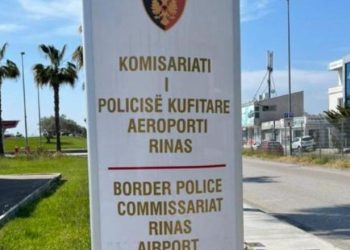 KOMISARIATI
I
POLICISË KUFITARE
AEROPORTI
RINAS
BORDER POLICE
COMMISSARIAT
RINAS
AIRPORT